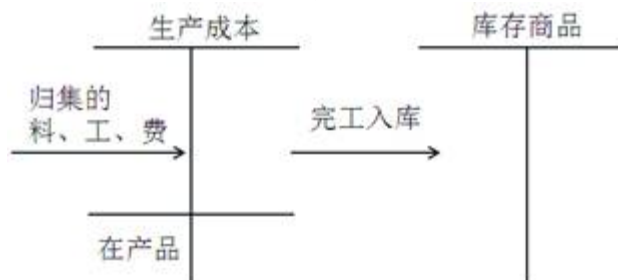 生产成本
库存商品
归集的
料、工、费
完工入库
在产品